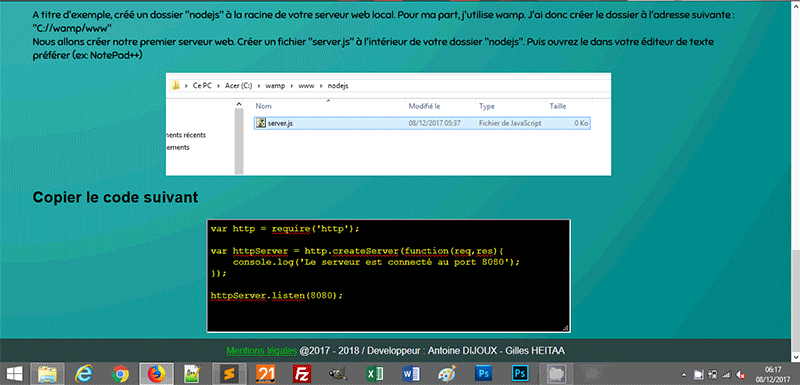 A titre d'exemple, créé un dossier "nodejs" à la racine de votre serveur web local. Pour ma part, j'utilise wamp. J'ai donc créer le dossier à l'adresse suivante :
"C://wamp/www"
Nous allons créer notre premier serveur web. Créer un fichier "server.js" à l'intérieur de votre dossier "nodejs". Puis ouvrez le dans votre éditeur de texte
préférer (ex: NotePad++)
Ce PC > Acer (C:) > wamp > www > nodejs
Nom Modifié le Type Taille
server.js 08/12/2017 05:37 Fichier de JavaScript 0 Ko
ments récents
ements
Copier le code suivant
var http = require('http');
var httpServer = http.createServer(function(req,res){
console.log('Le serveur est connecté au port 8080');
});
httpServer.listen(8080);
Mentions légales @2017 - 2018 / Developpeur : Antoine DIJOUX - Gilles HEITAA
06:17
08/12/2017